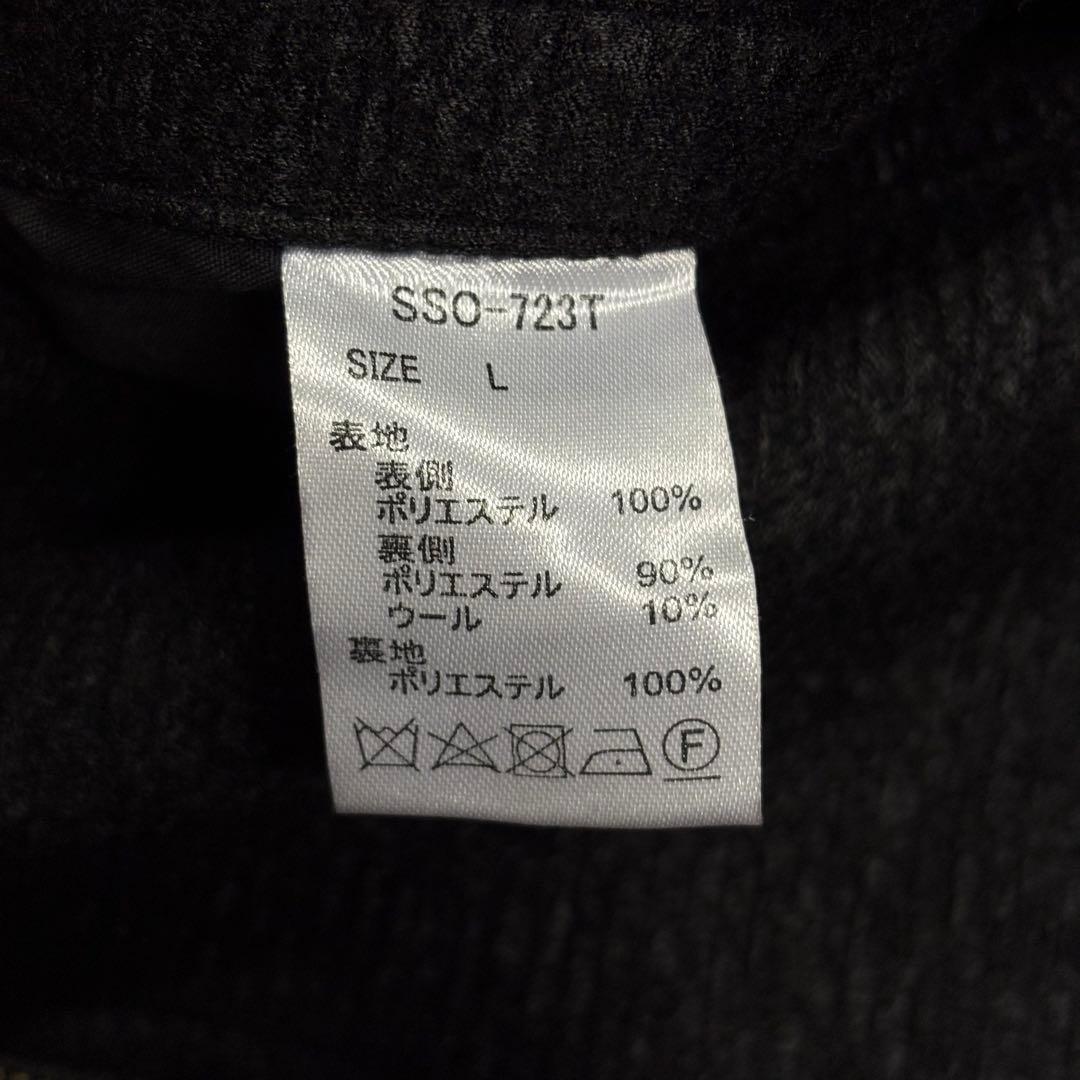 SSO-723T
SIZE L
表地
表側
ポリエステル 100%
裏側
ポリエステル 90%
ウール 10%
裏地
ポリエステル 100%
F